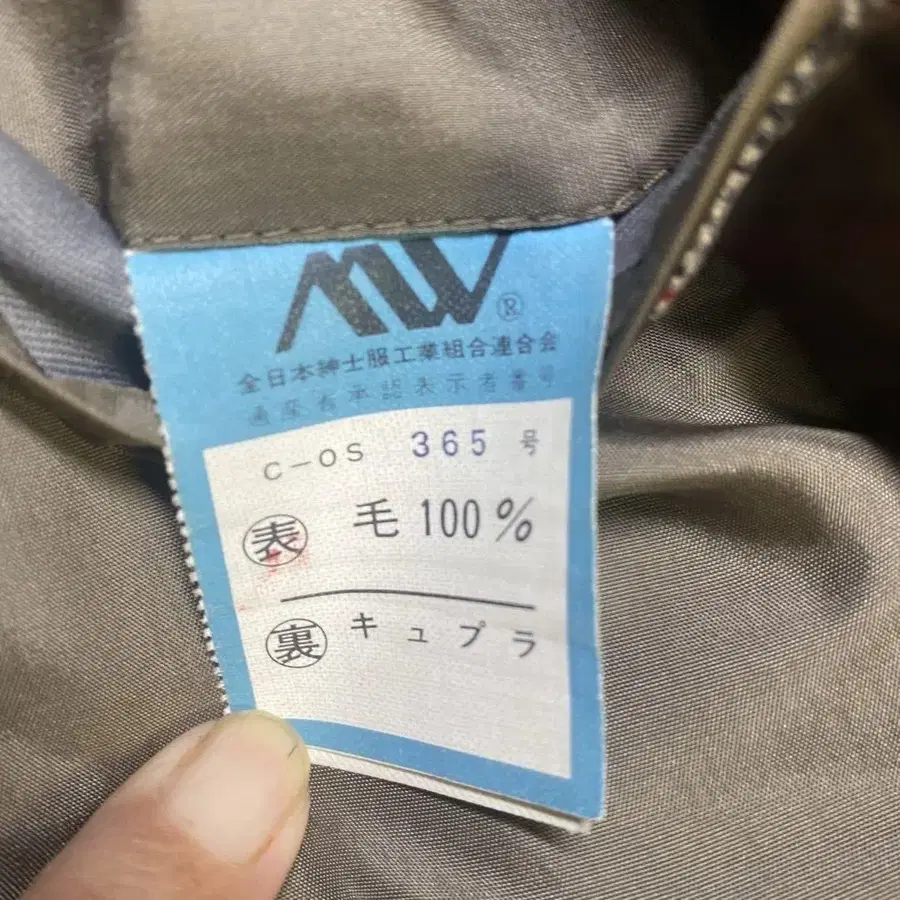 MW®
全日本紳士服工業組合連合会
通産省承認表示者番号
C-OS 365 号
表 毛 100%
裏 キュプラ